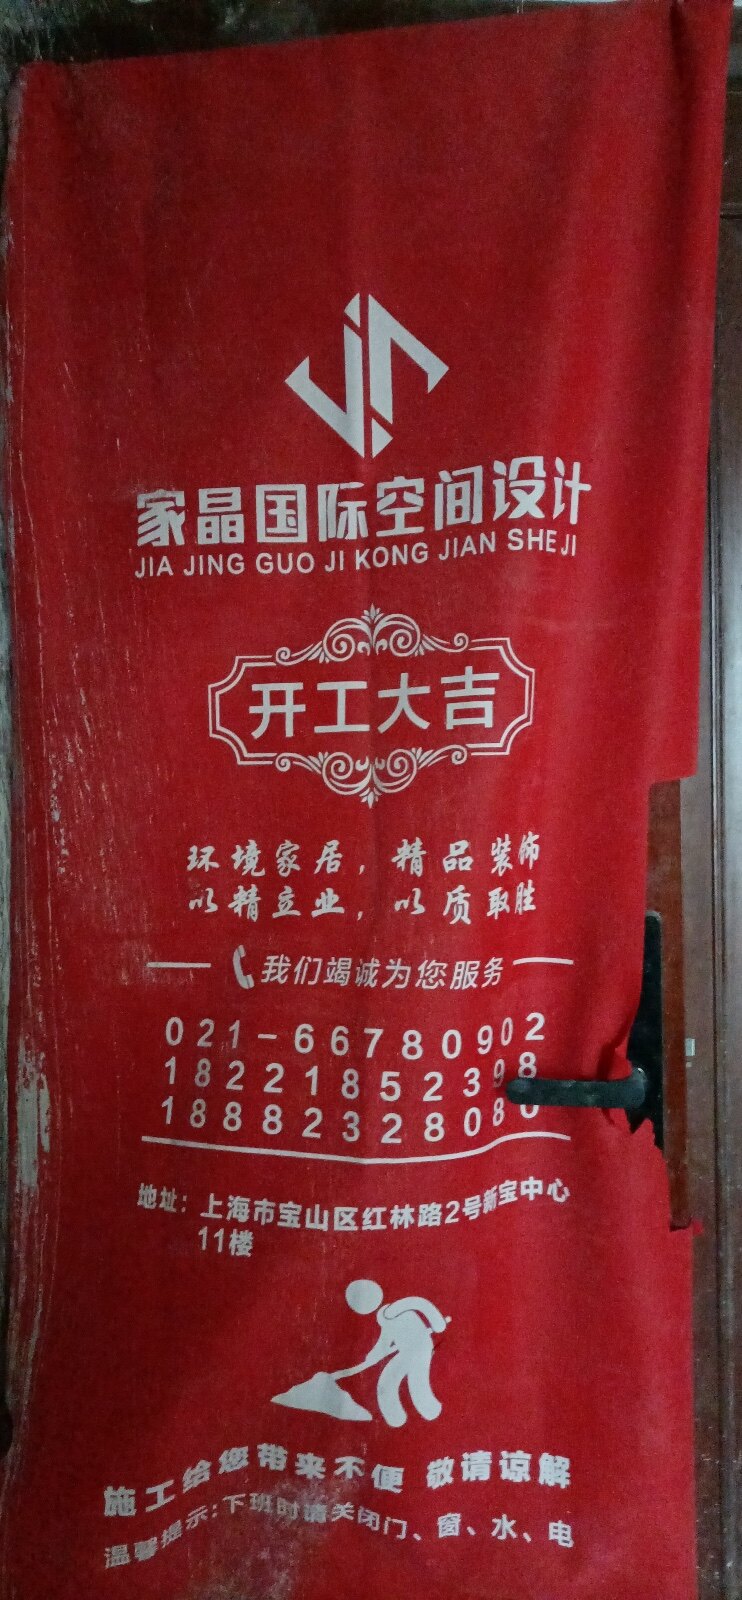 家晶国际空间设计
JIA JING GUO JI KONG JIAN SHE JI
开工大吉
环境家居，精品装饰
以精立业，以质取胜
我们竭诚为您服务
021-66780902
18221852398
18882328080
地址：上海市宝山区红林路2号新宝中心
11楼
施工给您带来不便 敬请谅解
温馨提示：下班时请关闭门、窗、水、电